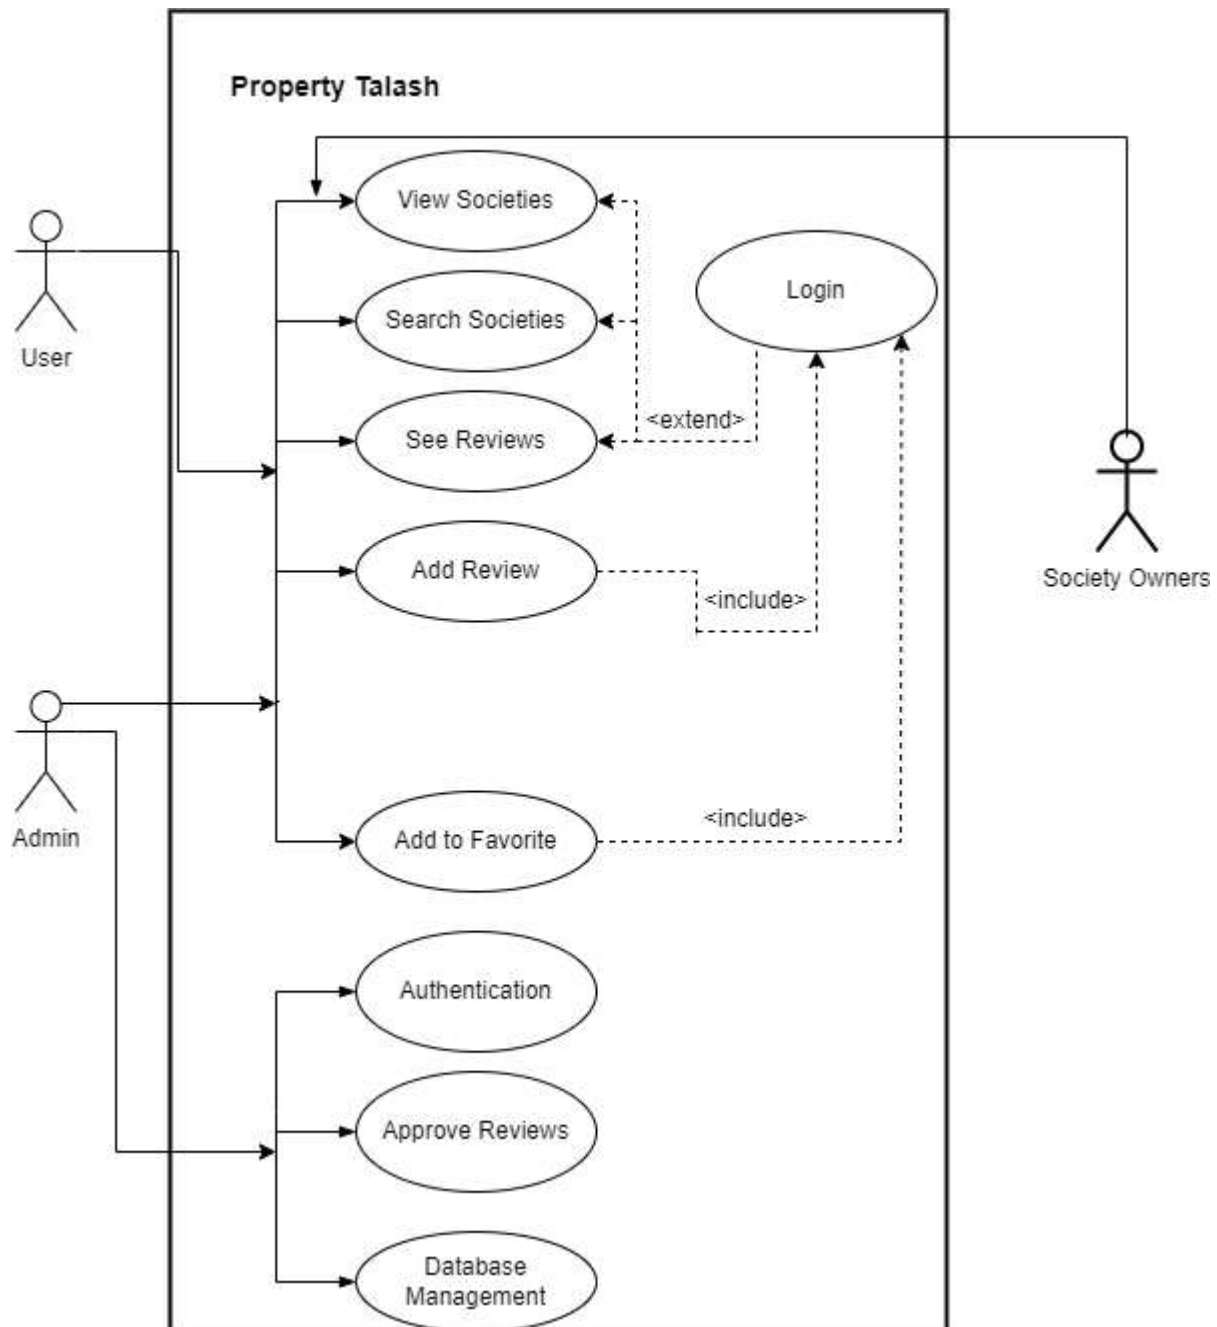 Property Talash
View Societies
Login
Search Societies
User
<extend>
See Reviews
Add Review
Society Owners
<include>
Admin
<include>
Add to Favorite
Authentication
Approve Reviews
Database
Management